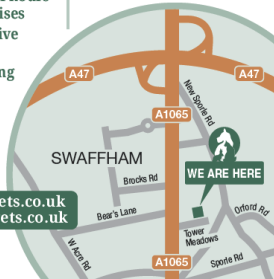 ises
ive
ng
A47
A47
New Sporle Rd
A1065
SWAFFHAM
WE ARE HERE
Brocks Rd
ets.co.uk
ets.co.uk
Bear's Lane
Orford Rd
Tower
Meadows
W Acre Rd
A1065
Sporle Rd